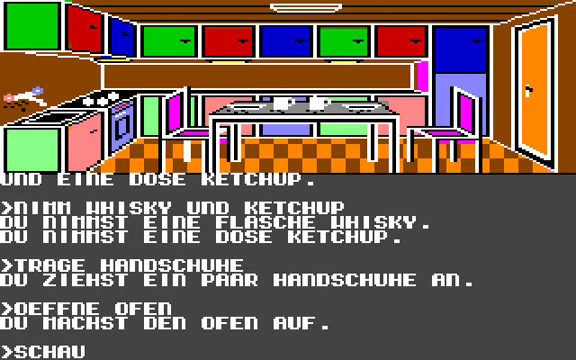 UND EINE DOSE KETCHUP.
>NIMM WHISKY UND KETCHUP
DU NIMMST EINE FLASCHE WHISKY.
DU NIMMST EINE DOSE KETCHUP.
>TRAGE HANDSCHUHE
DU ZIEHST EIN PAAR HANDSCHUHE AN.
>OEFFNE OFEN
DU MACHST DEN OFEN AUF.
>SCHAU